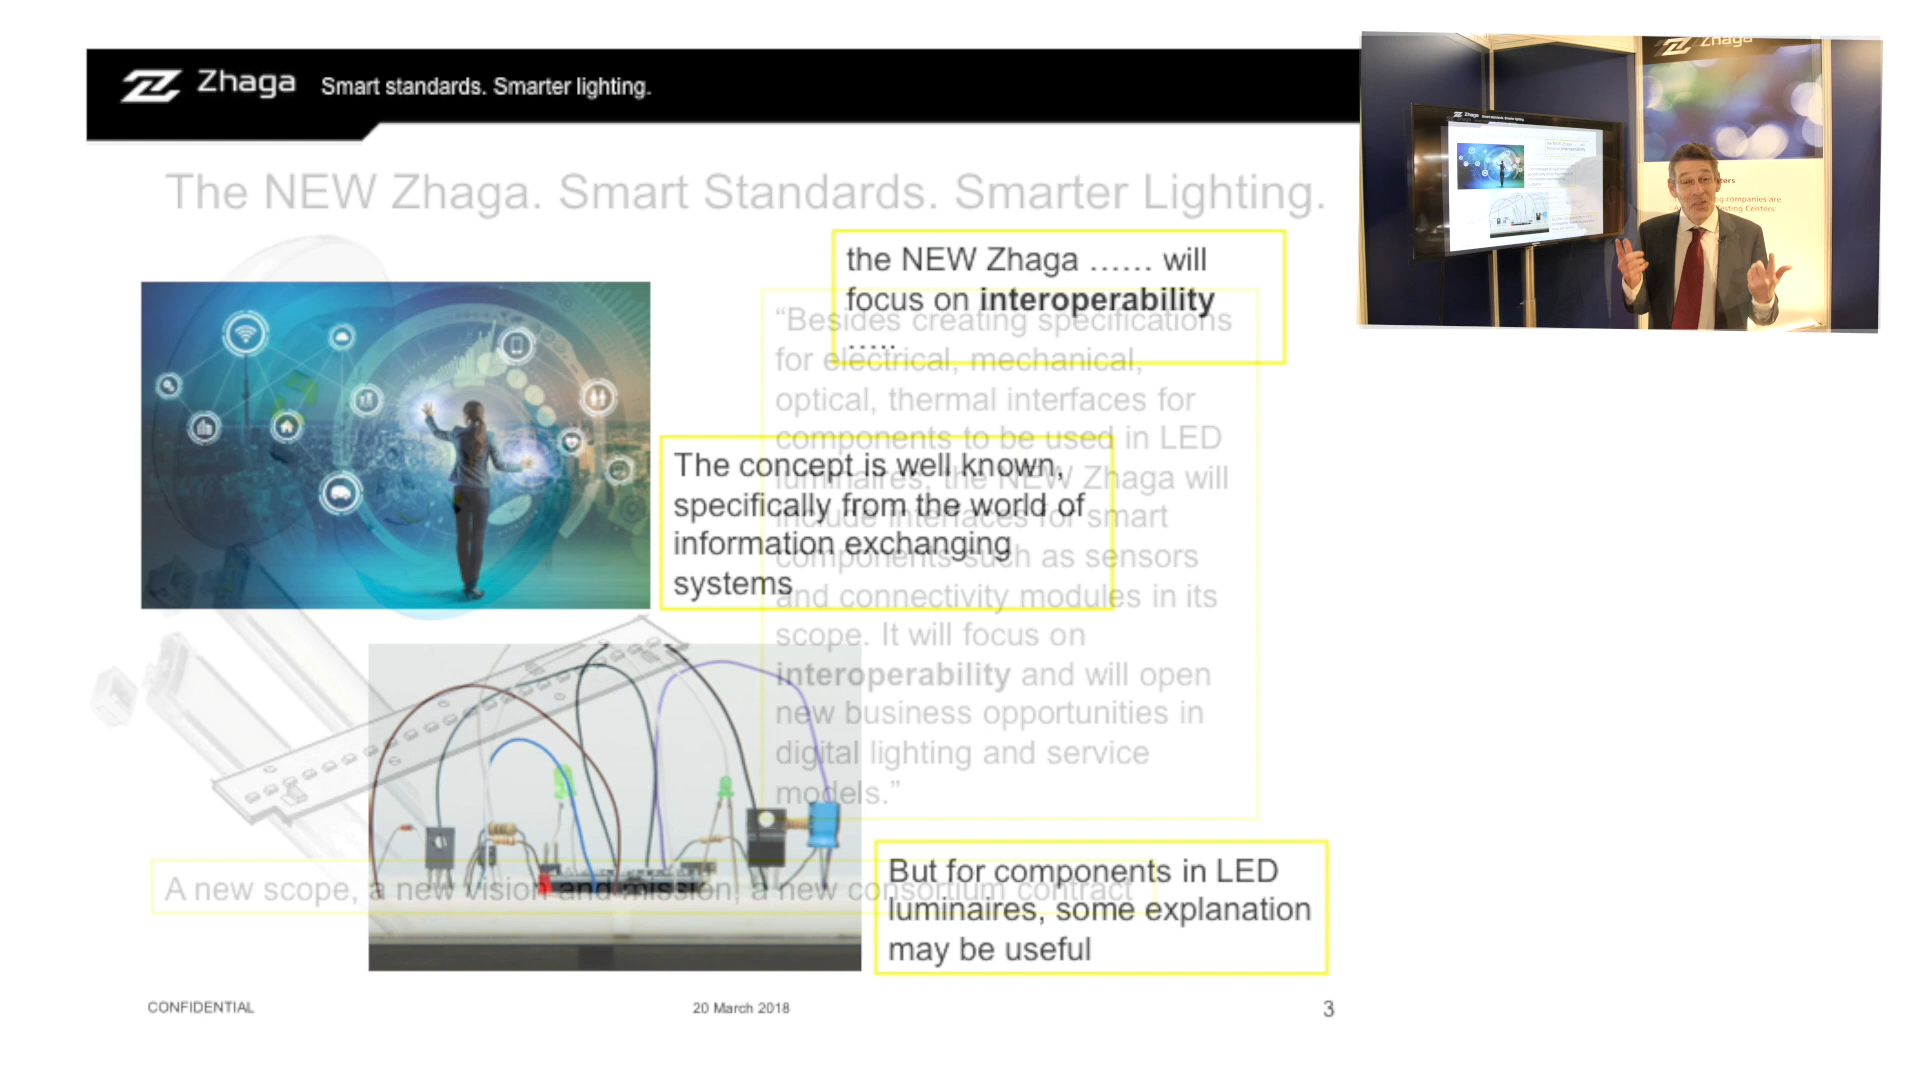 Zhaga Smart standards. Smarter lighting.
The NEW Zhaga. Smart Standards. Smarter Lighting.
the NEW Zhaga ...... will
focus on interoperability
.....
“Besides creating specifications
for electrical, mechanical,
optical, thermal interfaces for
components to be used in LED
luminaires, the NEW Zhaga will
include interfaces for smart
components such as sensors
and connectivity modules in its
scope. It will focus on
interoperability and will open
new business opportunities in
digital lighting and service
models.”
The concept is well known,
specifically from the world of
information exchanging
systems
A new scope, a new vision and mission, a new consortium contract
But for components in LED
luminaires, some explanation
may be useful
CONFIDENTIAL
20 March 2018
3
Zhaga
companies are
Testing Centers: